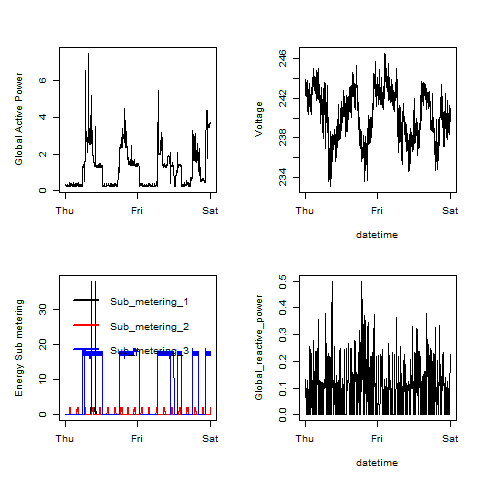 Global Active Power
6
4
2
0
Thu Fri Sat
Voltage
246
242
238
234
Thu Fri Sat
datetime
Energy Sub metering
30
20
10
0
Sub_metering_1
Sub_metering_2
Sub_metering_3
Thu Fri Sat
Global_reactive_power
0.5
0.4
0.3
0.2
0.1
0.0
Thu Fri Sat
datetime